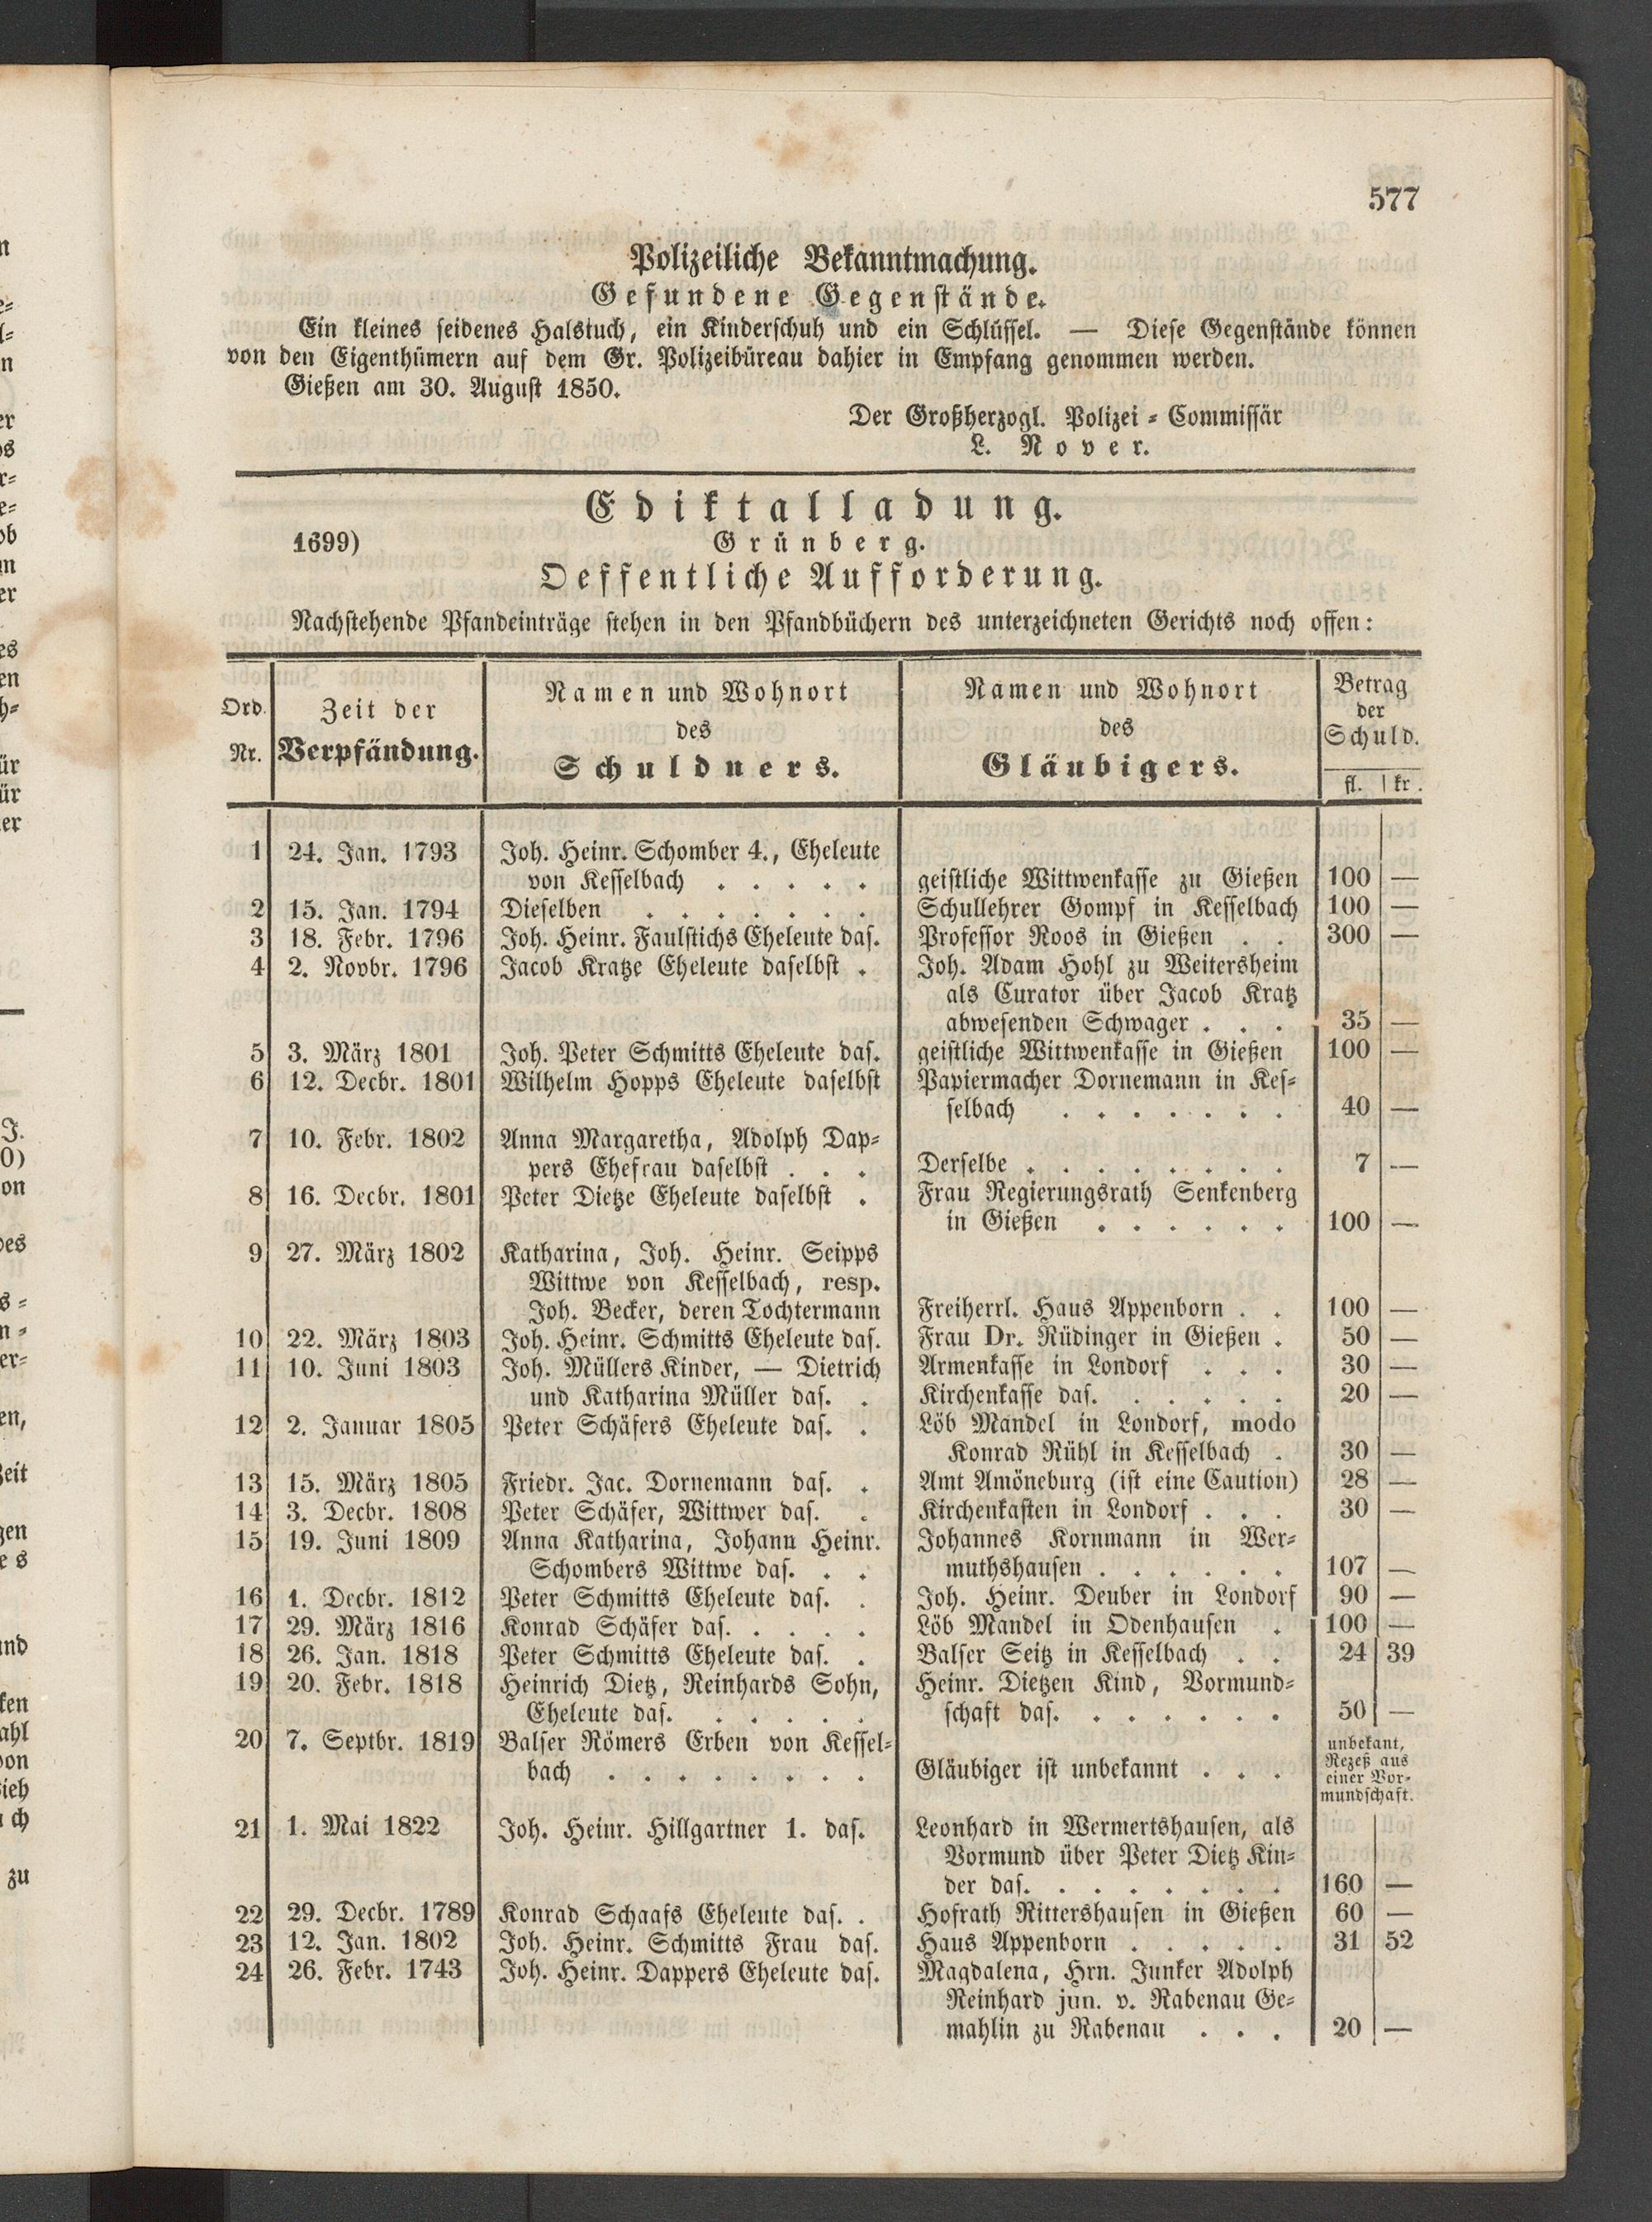 577
Polizeiliche Bekanntmachung.
Gefundene Gegenstände.
Ein kleines seidenes Halstuch, ein Kinderschuh und ein Schlüssel. — Diese Gegenstände können
von den Eigenthümern auf dem Gr. Polizeibüreau dahier in Empfang genommen werden.
Gießen am 30. August 1850.
Der Großherzogl. Polizei-Commissär
L. Nover.
Ediktalladung.
1699) Grünberg.
Oeffentliche Aufforderung.
Nachstehende Pfandeinträge stehen in den Pfandbüchern des unterzeichneten Gerichts noch offen:
Ord. Nr. | Zeit der Verpfändung. | Namen und Wohnort des Schuldners. | Namen und Wohnort des Gläubigers. | Betrag der Schuld. fl. | kr.
1 24. Jan. 1793 Joh. Heinr. Schomber 4., Eheleute
von Kesselbach . . . . . geistliche Wittwenkasse zu Gießen 100 —
2 15. Jan. 1794 Dieselben . . . . . . . Schullehrer Gompf in Kesselbach 100 —
3 18. Febr. 1796 Joh. Heinr. Faulstichs Eheleute das. Professor Roos in Gießen . . 300 —
4 2. Novbr. 1796 Jacob Kratze Eheleute daselbst . Joh. Adam Hohl zu Weitersheim
als Curator über Jacob Kratz
abwesenden Schwager . . . 35 —
5 3. März 1801 Joh. Peter Schmitts Eheleute das. geistliche Wittwenkasse in Gießen 100 —
6 12. Decbr. 1801 Wilhelm Hopps Eheleute daselbst Papiermacher Dornemann in Kes-
selbach . . . . . . . 40 —
7 10. Febr. 1802 Anna Margaretha, Adolph Dap-
pers Ehefrau daselbst . . . Derselbe . . . . . . . . 7 —
8 16. Decbr. 1801 Peter Dietze Eheleute daselbst . Frau Regierungsrath Senkenberg
in Gießen . . . . . . 100 —
9 27. März 1802 Katharina, Joh. Heinr. Seipps
Wittwe von Kesselbach, resp.
Joh. Becker, deren Tochtermann Freiherrl. Haus Appenborn . . 100 —
10 22. März 1803 Joh. Heinr. Schmitts Eheleute das. Frau Dr. Rüdinger in Gießen . 50 —
11 10. Juni 1803 Joh. Müllers Kinder, — Dietrich Armenkasse in Londorf . . . 30 —
und Katharina Müller das. . Kirchenkasse das. . . . . . 20 —
12 2. Januar 1805 Peter Schäfers Eheleute das. . Löb Mandel in Londorf, modo
Konrad Rühl in Kesselbach . 30 —
13 15. März 1805 Friedr. Jac. Dornemann das. . Amt Amöneburg (ist eine Caution) 28 —
14 3. Decbr. 1808 Peter Schäfer, Wittwer das. . Kirchenkasten in Londorf . . . 30 —
15 19. Juni 1809 Anna Katharina, Johann Heinr. Johannes Kornmann in Wer-
Schombers Wittwe das. . . muthshausen . . . . . . 107 —
16 1. Decbr. 1812 Peter Schmitts Eheleute das. . Joh. Heinr. Deuber in Londorf 90 —
17 29. März 1816 Konrad Schäfer das. . . . . Löb Mandel in Odenhausen . 100 —
18 26. Jan. 1818 Peter Schmitts Eheleute das. . Balser Seitz in Kesselbach . . 24 39
19 20. Febr. 1818 Heinrich Dietz, Reinhards Sohn, Heinr. Dietzen Kind, Vormund-
Eheleute das. . . . . . schaft das. . . . . . . 50 —
20 7. Septbr. 1819 Balser Römers Erben von Kessel- unbekant,
bach . . . . . . . . Gläubiger ist unbekannt . . . Rezeß aus
einer Vor-
mundschaft.
21 1. Mai 1822 Joh. Heinr. Hillgartner 1. das. Leonhard in Wermertshausen, als
Vormund über Peter Dietz Kin-
der das. . . . . . . . 160 —
22 29. Decbr. 1789 Konrad Schaafs Eheleute das. . Hofrath Rittershausen in Gießen 60 —
23 12. Jan. 1802 Joh. Heinr. Schmitts Frau das. Haus Appenborn . . . . . 31 52
24 26. Febr. 1743 Joh. Heinr. Dappers Eheleute das. Magdalena, Hrn. Junker Adolph
Reinhard jun. v. Rabenau Ge-
mahlin zu Rabenau . . . 20 —